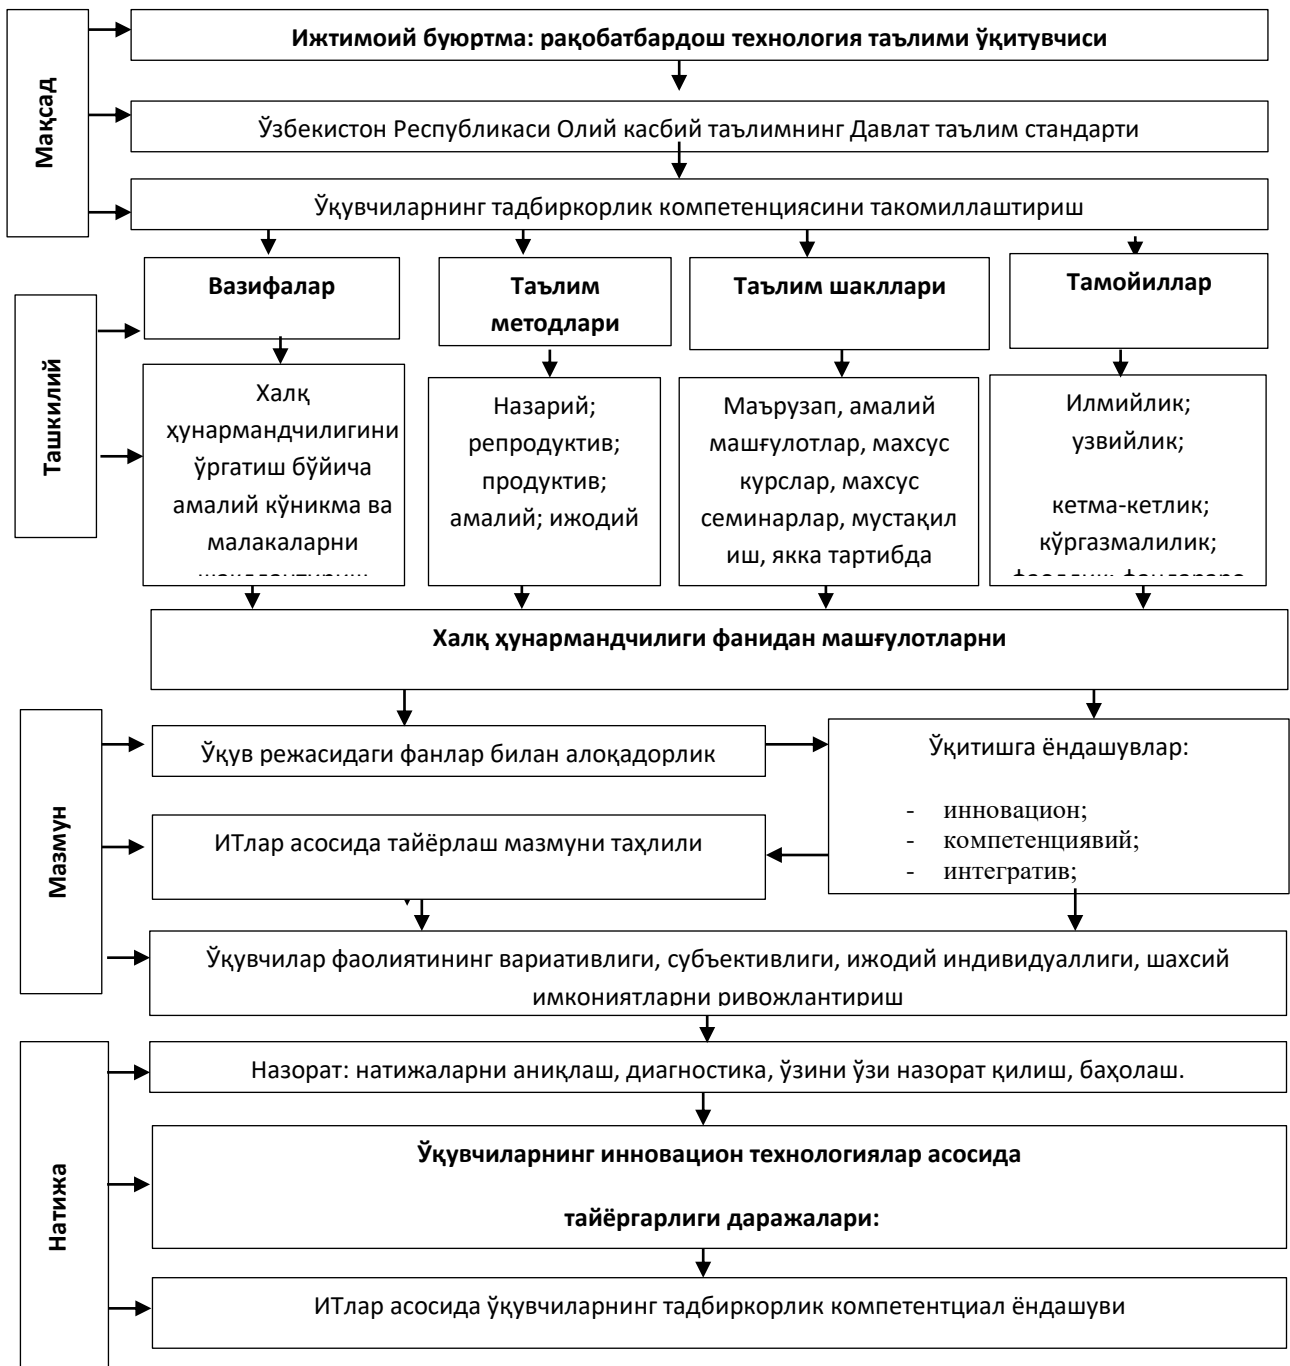 Мақсад
Ижтимоий буюртма: рақобатбардош технология таълими ўқитувчиси
Ўзбекистон Республикаси Олий касбий таълимнинг Давлат таълим стандарти
Ўқувчиларнинг тадбиркорлик компетенциясини такомиллаштириш
Ташкилий
Вазифалар
Таълим
методлари
Таълим шакллари
Тамойиллар
Халқ
ҳунармандчилигини
ўргатиш бўйича
амалий кўникма ва
малакаларни
Назарий;
репродуктив;
продуктив;
амалий; ижодий
Маърузап, амалий
машғулотлар, махсус
курслар, махсус
семинарлар, мустақил
иш, якка тартибда
Илмийлик;
узвийлик;
кетма-кетлик;
кўргазмалилик;
Халқ ҳунармандчилиги фанидан машғулотларни
Мазмун
Ўқув режасидаги фанлар билан алоқадорлик
Ўқитишга ёндашувлар:
- инновацион;
- компетенциявий;
- интегратив;
ИТлар асосида тайёрлаш мазмуни таҳлили
Ўқувчилар фаолиятининг вариативлиги, субъективлиги, ижодий индивидуаллиги, шахсий
имкониятларни ривожлантириш
Натижа
Назорат: натижаларни аниқлаш, диагностика, ўзини ўзи назорат қилиш, баҳолаш.
Ўқувчиларнинг инновацион технологиялар асосида
тайёргарлиги даражалари:
ИТлар асосида ўқувчиларнинг тадбиркорлик компетентциал ёндашуви